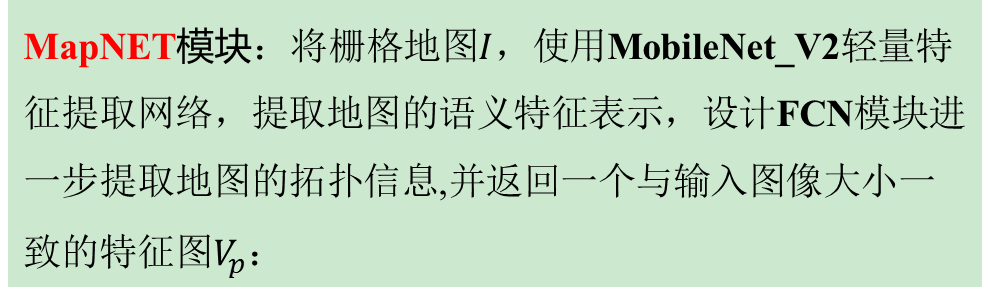 MapNET模块：将栅格地图I，使用MobileNet_V2轻量特
征提取网络，提取地图的语义特征表示，设计FCN模块进
一步提取地图的拓扑信息,并返回一个与输入图像大小一
致的特征图Vₚ：